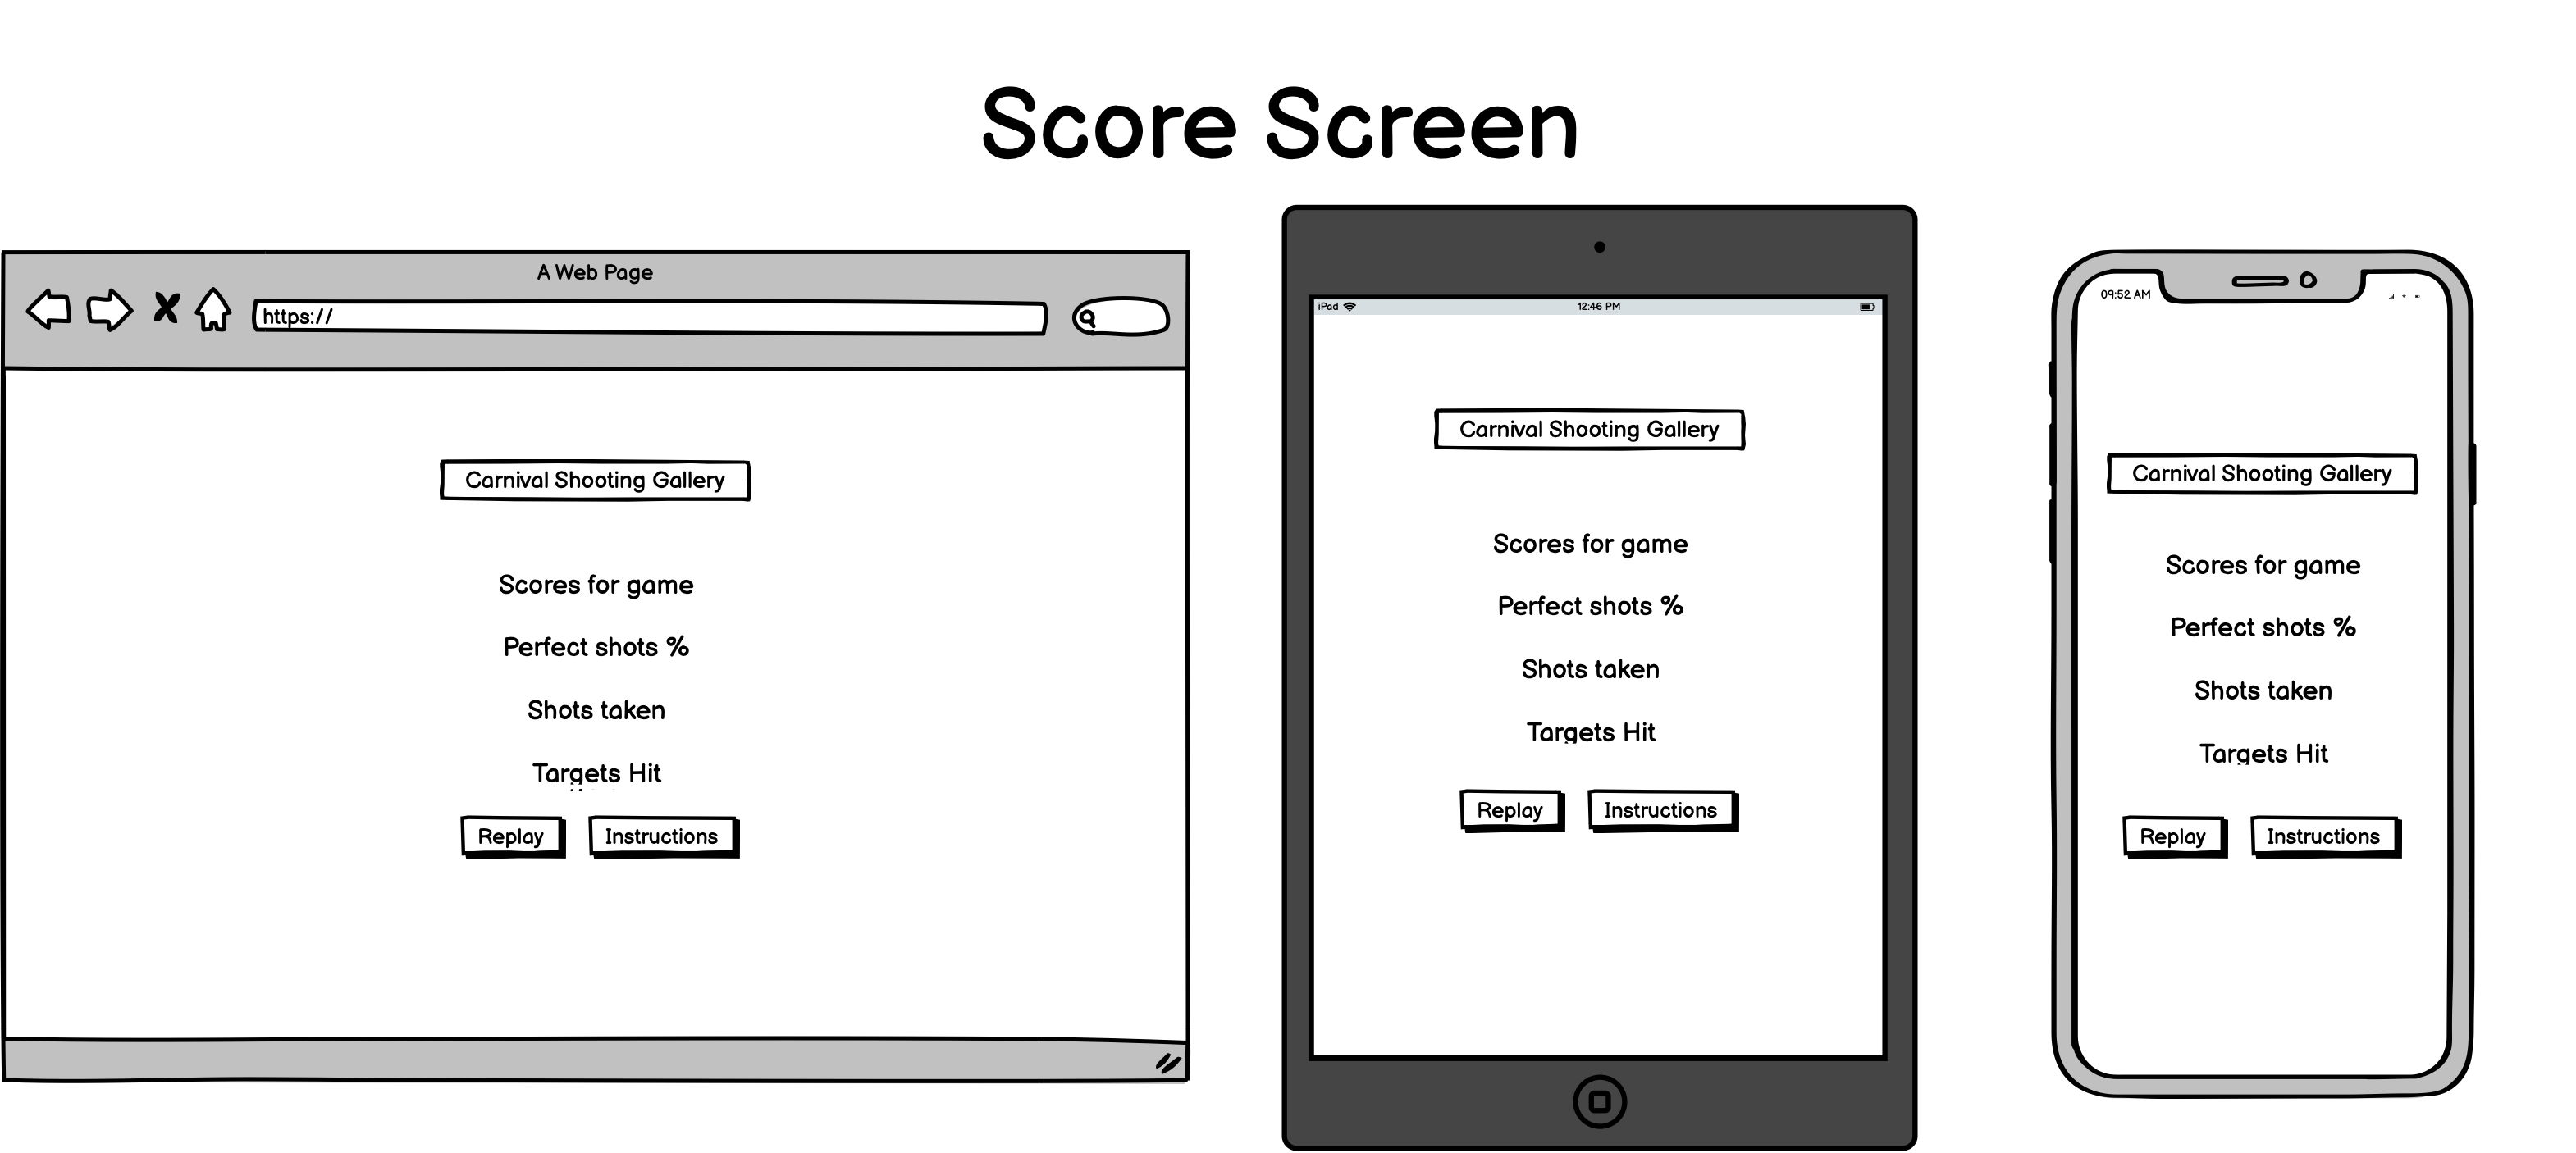 Score Screen
A Web Page
https://
Carnival Shooting Gallery
Scores for game
Perfect shots %
Shots taken
Targets Hit
Replay
Instructions
iPad
12:46 PM
Carnival Shooting Gallery
Scores for game
Perfect shots %
Shots taken
Targets Hit
Replay
Instructions
09:52 AM
Carnival Shooting Gallery
Scores for game
Perfect shots %
Shots taken
Targets Hit
Replay
Instructions